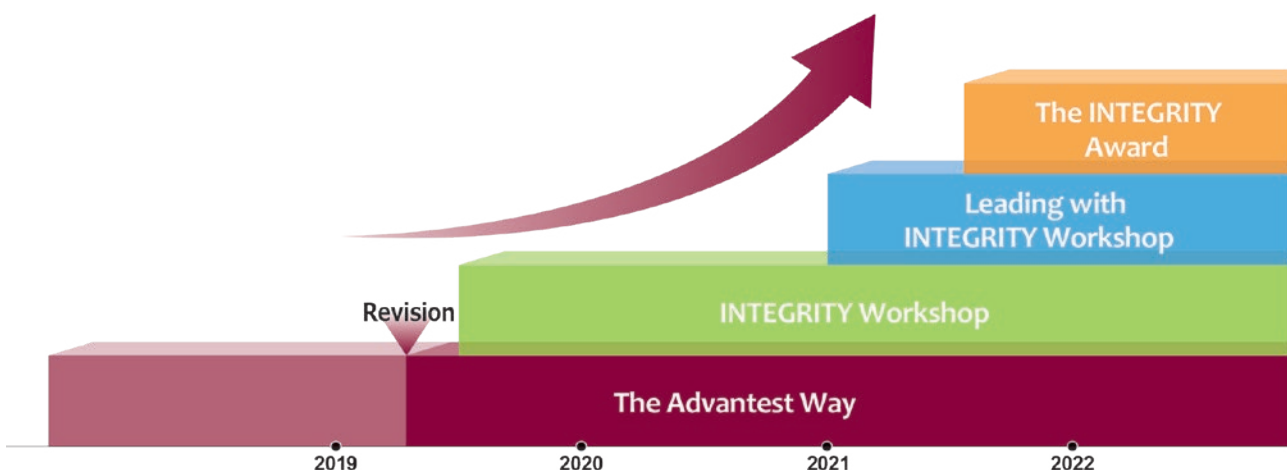 The INTEGRITY
Award
Leading with
INTEGRITY Workshop
Revision
INTEGRITY Workshop
The Advantest Way
2019
2020
2021
2022